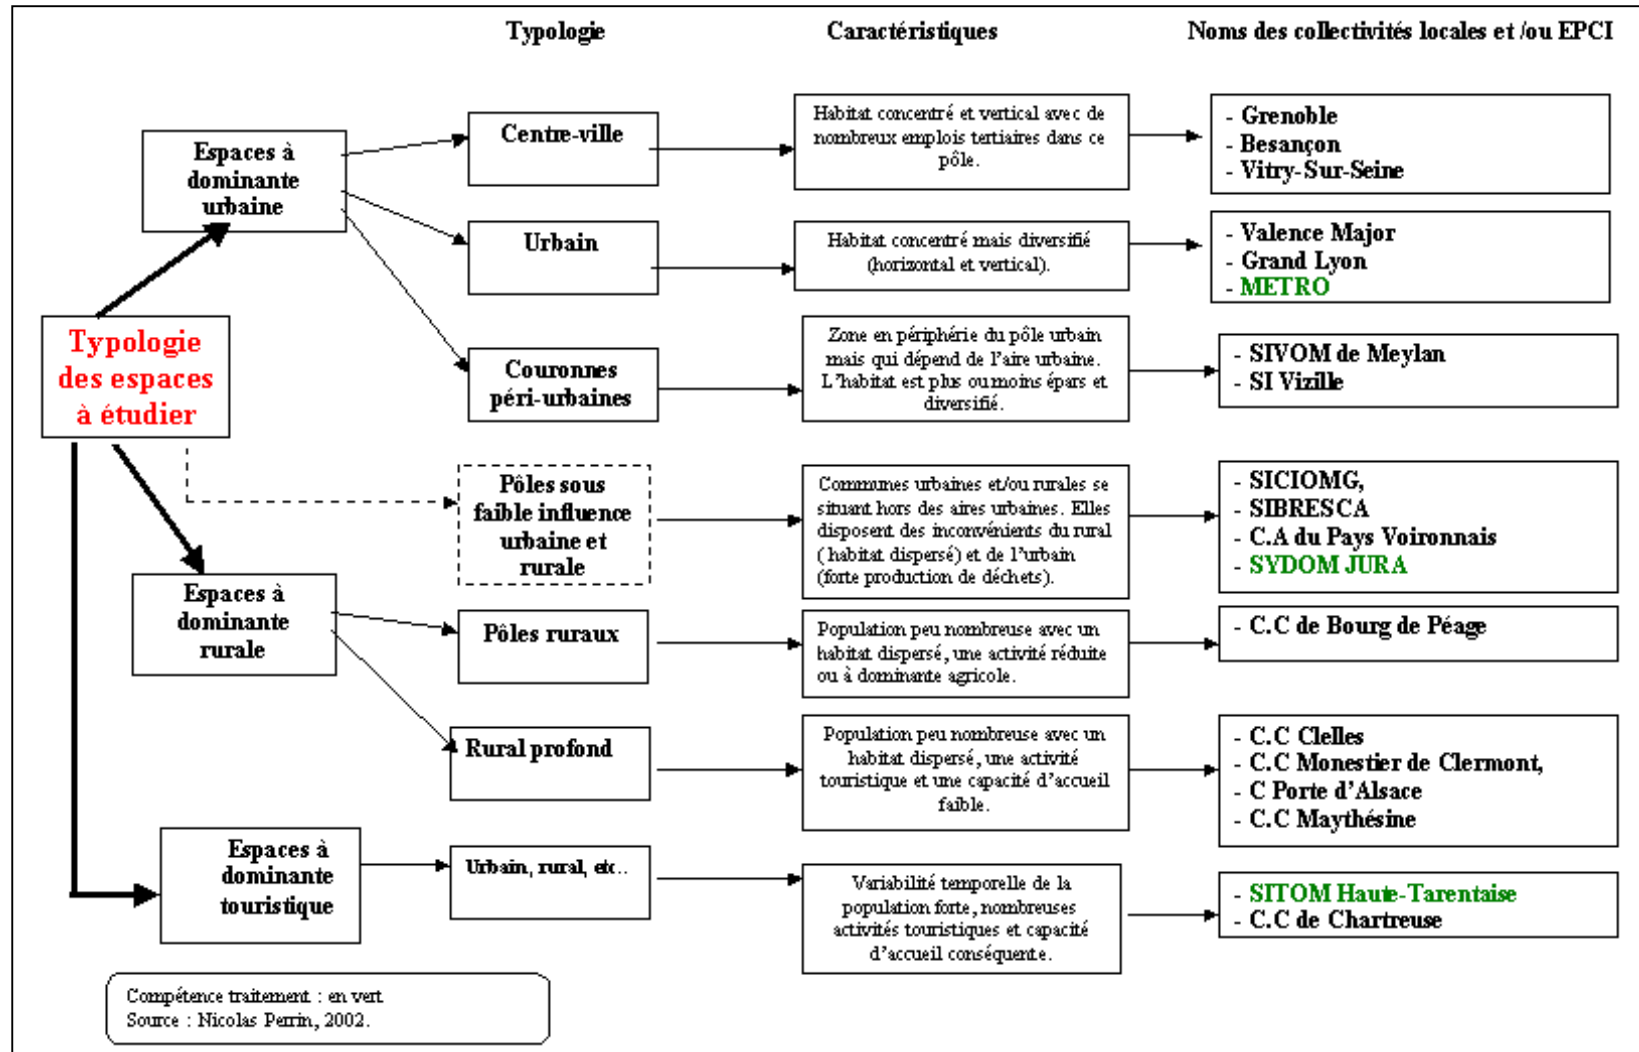 Typologie
Caractéristiques
Noms des collectivités locales et /ou EPCI
Typologie
des espaces
à étudier
Espaces à
dominante
urbaine
Centre-ville
Habitat concentré et vertical avec de
nombreux emplois tertiaires dans ce
pôle.
- Grenoble
- Besançon
- Vitry-Sur-Seine
Urbain
Habitat concentré mais diversifié
(horizontal et vertical).
- Valence Major
- Grand Lyon
- METRO
Couronnes
péri-urbaines
Zone en périphérie du pôle urbain
mais qui dépend de l'aire urbaine.
L'habitat est plus ou moins épars et
diversifié.
- SIVOM de Meylan
- SI Vizille
Pôles sous
faible influence
urbaine et
rurale
Communes urbaines et/ou rurales se
situant hors des aires urbaines. Elles
disposent des inconvénients du rural
( habitat dispersé) et de l'urbain
(forte production de déchets).
- SICIOMG,
- SIBRESCA
- C.A du Pays Voironnais
- SYDOM JURA
Espaces à
dominante
rurale
Pôles ruraux
Population peu nombreuse avec un
habitat dispersé, une activité réduite
ou à dominante agricole.
- C.C de Bourg de Péage
Rural profond
Population peu nombreuse avec un
habitat dispersé, une activité
touristique et une capacité d'accueil
faible.
- C.C Clelles
- C.C Monestier de Clermont,
- C Porte d'Alsace
- C.C Maythésine
Espaces à
dominante
touristique
Urbain, rural, etc..
Variabilité temporelle de la
population forte, nombreuses
activités touristiques et capacité
d'accueil conséquente.
- SITOM Haute-Tarentaise
- C.C de Chartreuse
Compétence traitement : en vert
Source : Nicolas Perrin, 2002.